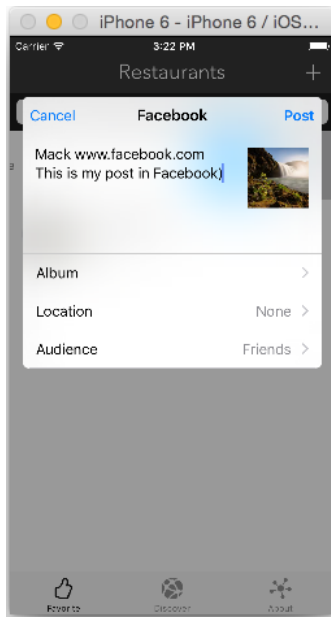 iPhone 6 - iPhone 6 / iOS...
Carrier 3:22 PM
Restaurants +
Cancel Facebook Post
Mack www.facebook.com
This is my post in Facebook)
Album >
Location None >
Audience Friends >
Favorite Discover About